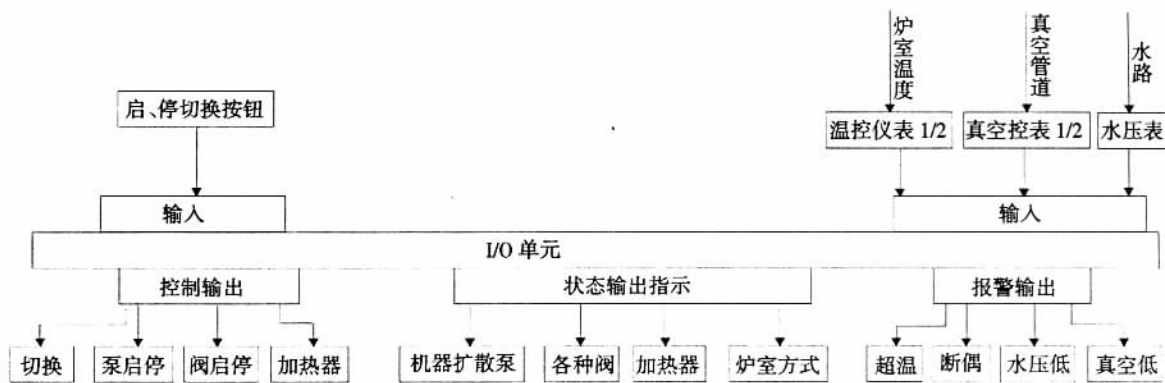 炉室温度
真空管道
水路
启、停切换按钮
温控仪表 1/2
真空控表 1/2
水压表
输入
输入
I/O 单元
控制输出
状态输出指示
报警输出
切换
泵启停
阀启停
加热器
机器扩散泵
各种阀
加热器
炉室方式
超温
断偶
水压低
真空低